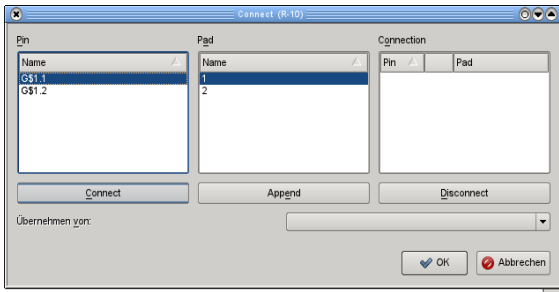 Connect (R-10)
Pin
Pad
Connection
Name
Name
Pin
Pad
G$1.1
1
G$1.2
2
Connect
Append
Disconnect
Übernehmen von:
OK
Abbrechen